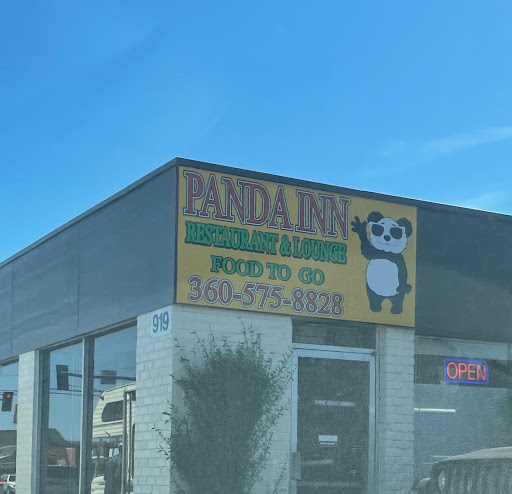 PANDA INN
RESTAURANT & LOUNGE
FOOD TO GO
360-575-8828
919
OPEN